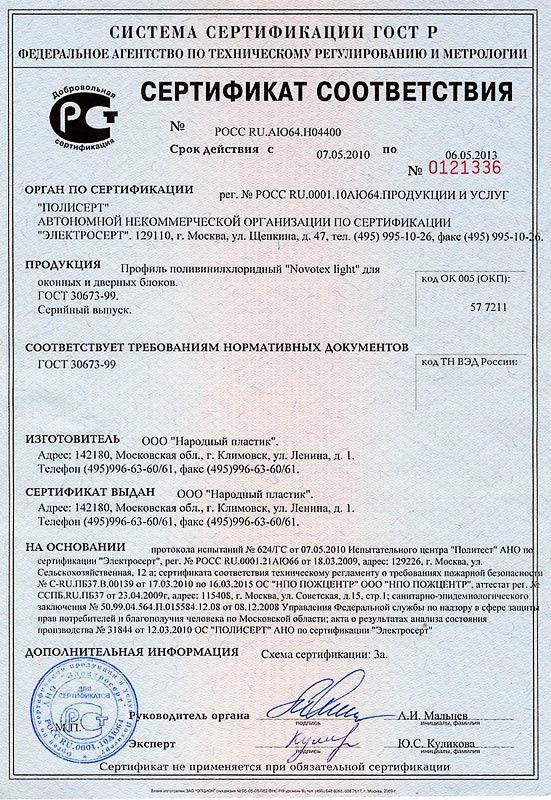 СИСТЕМА СЕРТИФИКАЦИИ ГОСТ Р
ФЕДЕРАЛЬНОЕ АГЕНТСТВО ПО ТЕХНИЧЕСКОМУ РЕГУЛИРОВАНИЮ И МЕТРОЛОГИИ
Добровольная
сертификация
СЕРТИФИКАТ СООТВЕТСТВИЯ
№ РОСС RU.АЮ64.Н04400
Срок действия с 07.05.2010 по 06.05.2013
№ 0121336
ОРГАН ПО СЕРТИФИКАЦИИ рег. № РОСС RU.0001.10АЮ64.ПРОДУКЦИИ И УСЛУГ
"ПОЛИСЕРТ"
АВТОНОМНОЙ НЕКОММЕРЧЕСКОЙ ОРГАНИЗАЦИИ ПО СЕРТИФИКАЦИИ
"ЭЛЕКТРОСЕРТ". 129110, г. Москва, ул. Щепкина, д. 47, тел. (495) 995-10-26, факс (495) 995-10-26.
ПРОДУКЦИЯ Профиль поливинилхлоридный "Novotex light" для
оконных и дверных блоков.
ГОСТ 30673-99.
Серийный выпуск.
код ОК 005 (ОКП):
57 7211
СООТВЕТСТВУЕТ ТРЕБОВАНИЯМ НОРМАТИВНЫХ ДОКУМЕНТОВ
ГОСТ 30673-99
код ТН ВЭД России:
ИЗГОТОВИТЕЛЬ ООО "Народный пластик".
Адрес: 142180, Московская обл., г. Климовск, ул. Ленина, д. 1.
Телефон (495)996-63-60/61, факс (495)996-63-60/61.
СЕРТИФИКАТ ВЫДАН ООО "Народный пластик".
Адрес: 142180, Московская обл., г. Климовск, ул. Ленина, д. 1.
Телефон (495)996-63-60/61, факс (495)996-63-60/61.
НА ОСНОВАНИИ протокола испытаний № 624/ГС от 07.05.2010 Испытательного центра "Политест" АНО по
сертификации "Электросерт", рег. № РОСС RU.0001.21АЮ66 от 18.03.2009, адрес: 129226, г. Москва, ул.
Сельскохозяйственная, 12 а; сертификата соответствия техническому регламенту о требованиях пожарной безопасности
№ C-RU.ПБ37.В.00139 от 17.03.2010 по 16.03.2015 ОС "НПО ПОЖЦЕНТР" ООО "НПО ПОЖЦЕНТР", аттестат рег. №
ССПБ.RU.ПБ37 от 23.04.2009г, адрес: 115408, г. Москва, ул. Советская, д.15, стр.1; санитарно-эпидемиологического
заключения № 50.99.04.564.П.015584.12.08 от 08.12.2008 Управления Федеральной службы по надзору в сфере защиты
прав потребителей и благополучия человека по Московской области; акта о результатах анализа состояния
производства № 31844 от 12.03.2010 ОС "ПОЛИСЕРТ" АНО по сертификации "Электросерт"
ДОПОЛНИТЕЛЬНАЯ ИНФОРМАЦИЯ Схема сертификации: 3а.
ДЛЯ
СЕРТИФИКАТОВ
М.П.
Руководитель органа
подпись
А.И. Мальцев
инициалы, фамилия
Эксперт
подпись
Ю.С. Куликова
инициалы, фамилия
Сертификат не применяется при обязательной сертификации